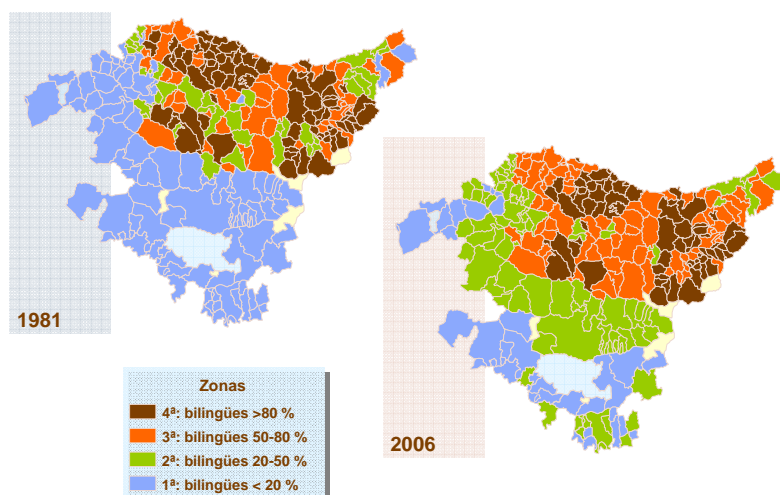 1981
Zonas
4ª: bilingües >80 %
3ª: bilingües 50-80 %
2ª: bilingües 20-50 %
1ª: bilingües < 20 %
2006